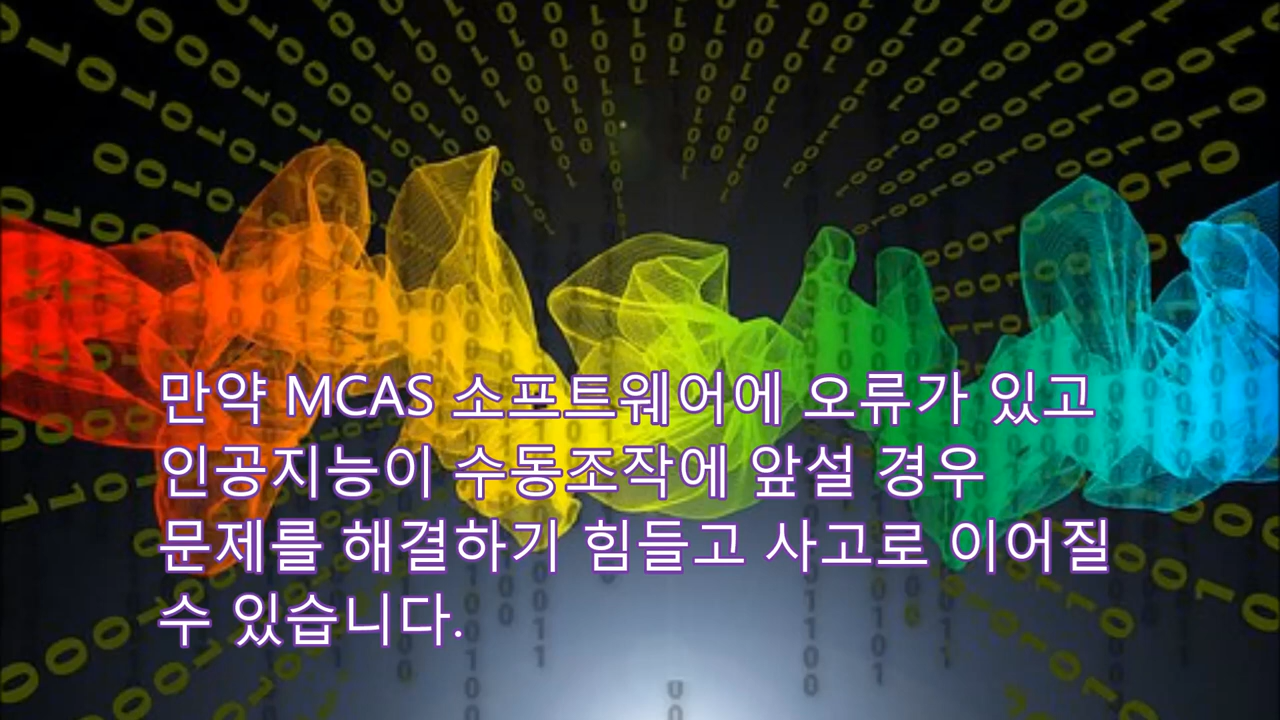 만약 MCAS 소프트웨어에 오류가 있고
인공지능이 수동조작에 앞설 경우
문제를 해결하기 힘들고 사고로 이어질
수 있습니다.